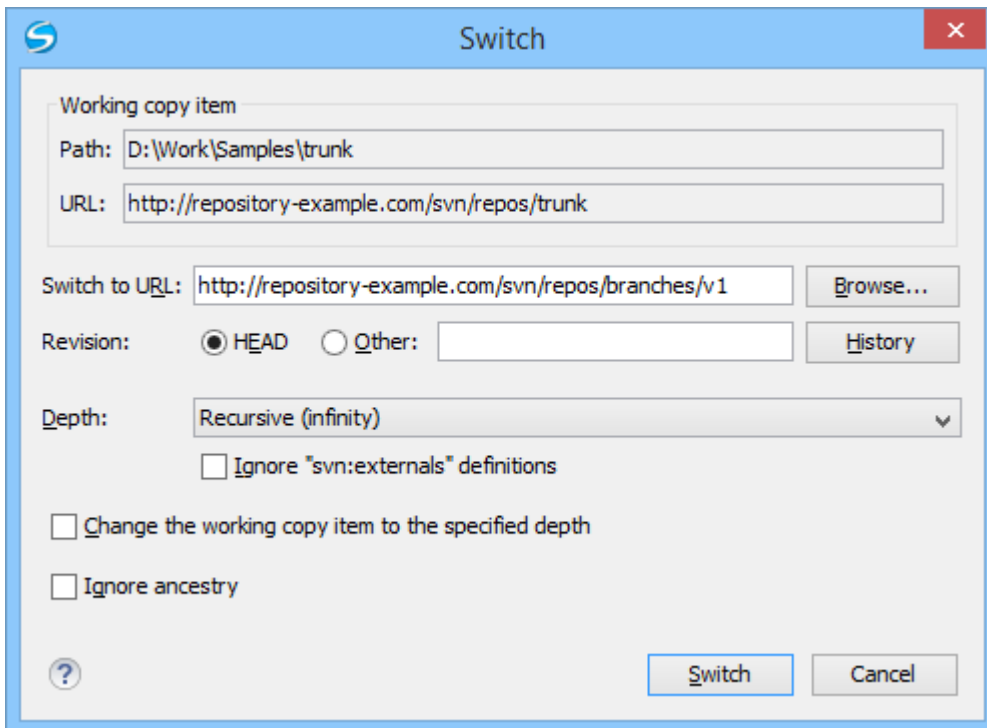 Switch
Working copy item
Path: D:\Work\Samples\trunk
URL: http://repository-example.com/svn/repos/trunk
Switch to URL: http://repository-example.com/svn/repos/branches/v1 Browse...
Revision: HEAD Other: History
Depth: Recursive (infinity)
Ignore "svn:externals" definitions
Change the working copy item to the specified depth
Ignore ancestry
? Switch Cancel